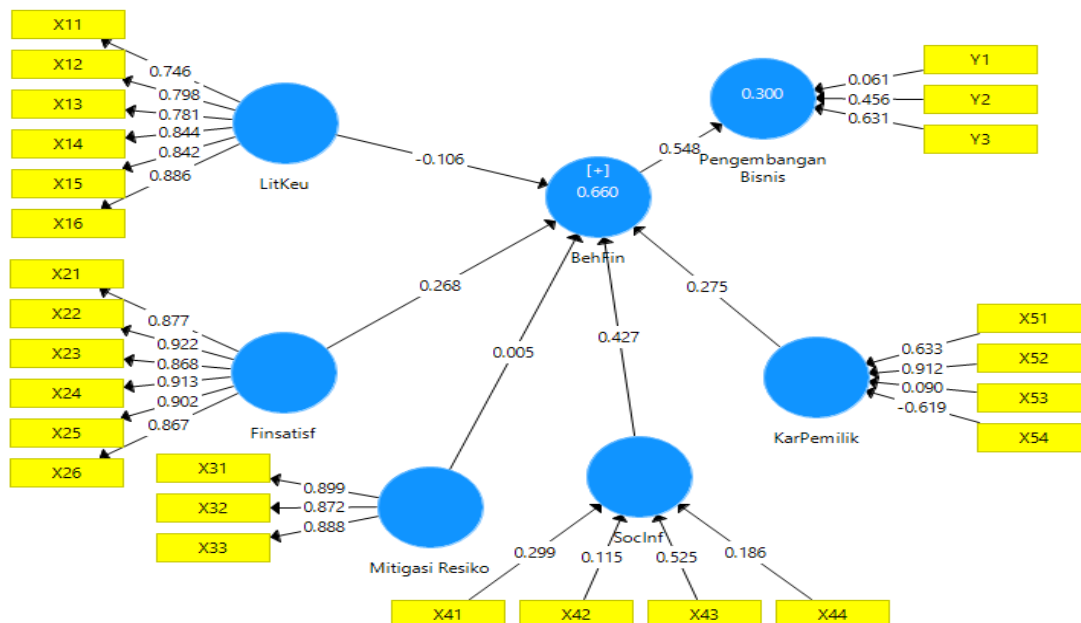 X11
X12
X13
X14
X15
X16
0.746
0.798
0.781
0.844
0.842
0.886
LitKeu
-0.106
[+]
0.660
BehFin
0.548
0.300
Pengembangan
Bisnis
0.061
0.456
0.631
Y1
Y2
Y3
X21
X22
X23
X24
X25
X26
0.877
0.922
0.868
0.913
0.902
0.867
Finsatisf
0.268
0.005
0.427
0.275
X31
X32
X33
0.899
0.872
0.888
Mitigasi Resiko
SocInf
0.299
0.115
0.525
0.186
X41
X42
X43
X44
KarPemilik
0.633
0.912
0.090
-0.619
X51
X52
X53
X54